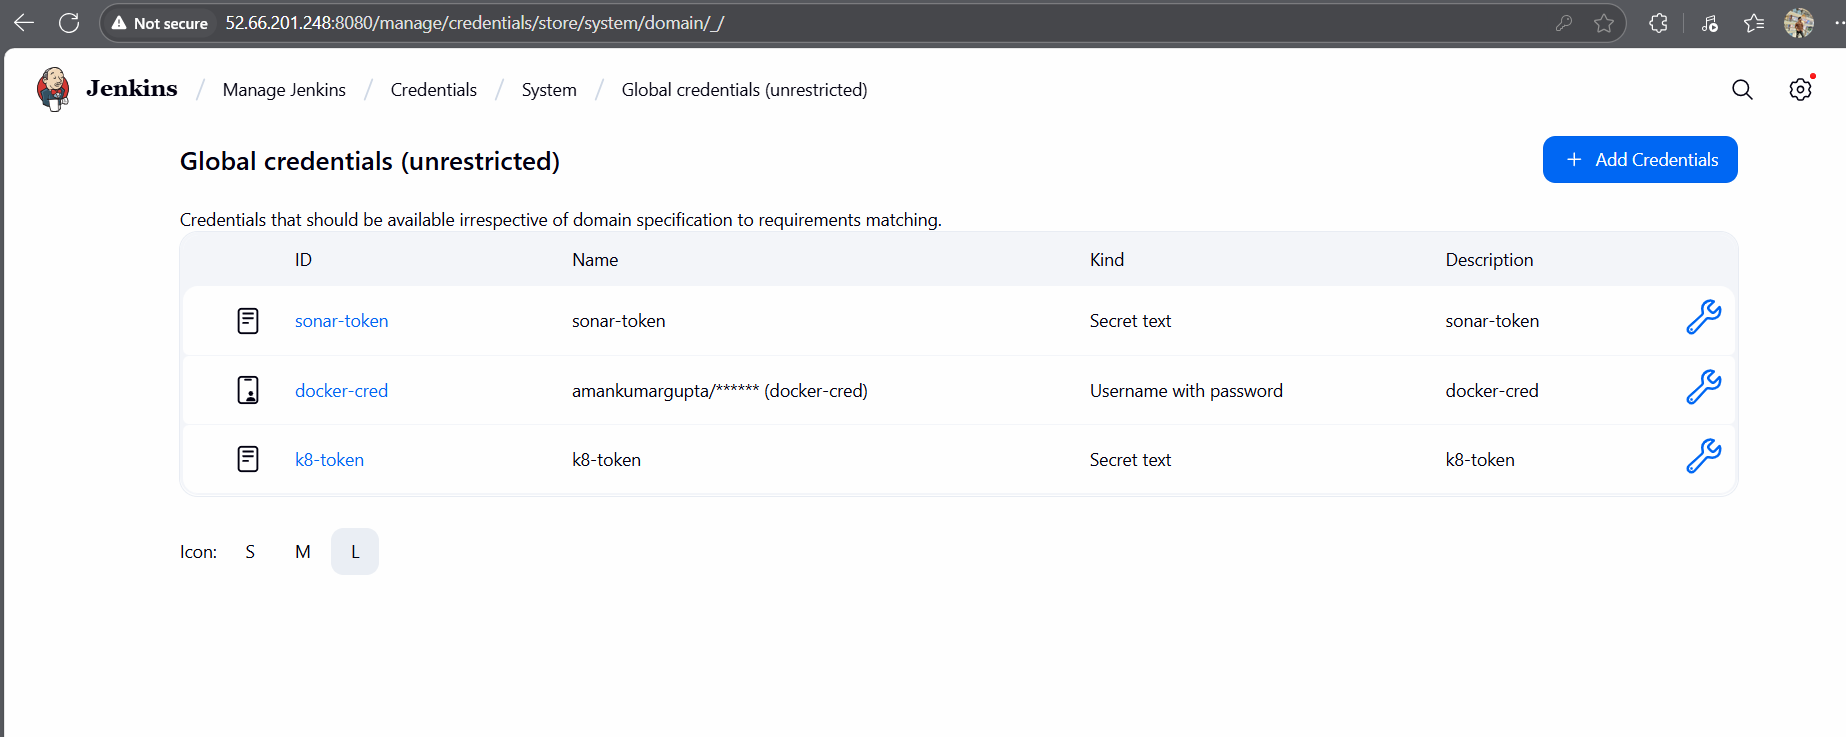 Not secure 52.66.201.248:8080/manage/credentials/store/system/domain/_/
Jenkins / Manage Jenkins / Credentials / System / Global credentials (unrestricted)
Global credentials (unrestricted)
+ Add Credentials
Credentials that should be available irrespective of domain specification to requirements matching.
ID Name Kind Description
sonar-token sonar-token Secret text sonar-token
docker-cred amankumargupta/****** (docker-cred) Username with password docker-cred
k8-token k8-token Secret text k8-token
Icon: S M L